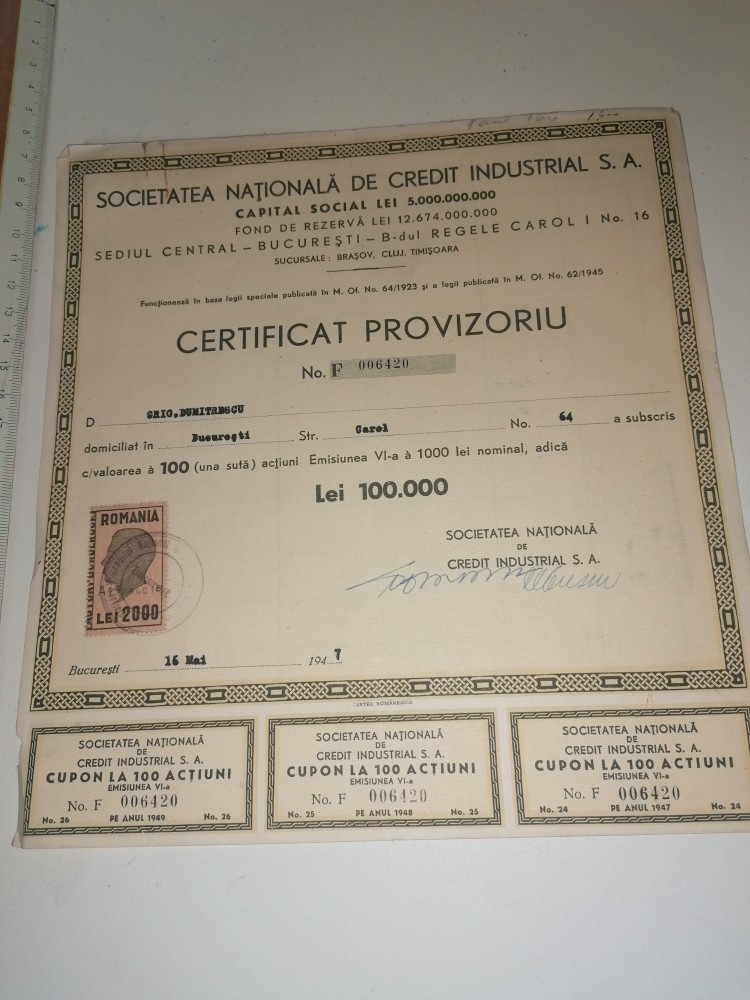 SOCIETATEA NAȚIONALĂ DE CREDIT INDUSTRIAL S. A.
CAPITAL SOCIAL LEI 5.000.000.000
FOND DE REZERVĂ LEI 12.674.000.000
SEDIUL CENTRAL – BUCUREȘTI – B-dul REGELE CAROL I No. 16
SUCURSALE: BRAȘOV, CLUJ, TIMIȘOARA
Funcționează în baza legii speciale publicată în M. Of. No. 64/1923 și a legii publicată în M. Of. No. 62/1945
CERTIFICAT PROVIZORIU
No. F 006420
D GRIG. DUMITRESCU
domiciliat în București Str. Carol No. 64 a subscris
c/valoarea à 100 (una sută) acțiuni Emisiunea VI-a à 1000 lei nominal, adică
Lei 100.000
SOCIETATEA NAȚIONALĂ
DE
CREDIT INDUSTRIAL S. A.
ROMANIA
LEI 2000
București 16 Mai 1947
CARTEA ROMÂNEASCĂ
SOCIETATEA NAȚIONALĂ
DE
CREDIT INDUSTRIAL S. A.
CUPON LA 100 ACȚIUNI
EMISIUNEA VI-a
No. F 006420
No. 26 PE ANUL 1949 No. 26
SOCIETATEA NAȚIONALĂ
DE
CREDIT INDUSTRIAL S. A.
CUPON LA 100 ACȚIUNI
EMISIUNEA VI-a
No. F 006420
No. 25 PE ANUL 1948 No. 25
SOCIETATEA NAȚIONALĂ
DE
CREDIT INDUSTRIAL S. A.
CUPON LA 100 ACȚIUNI
EMISIUNEA VI-a
No. F 006420
No. 24 PE ANUL 1947 No. 24